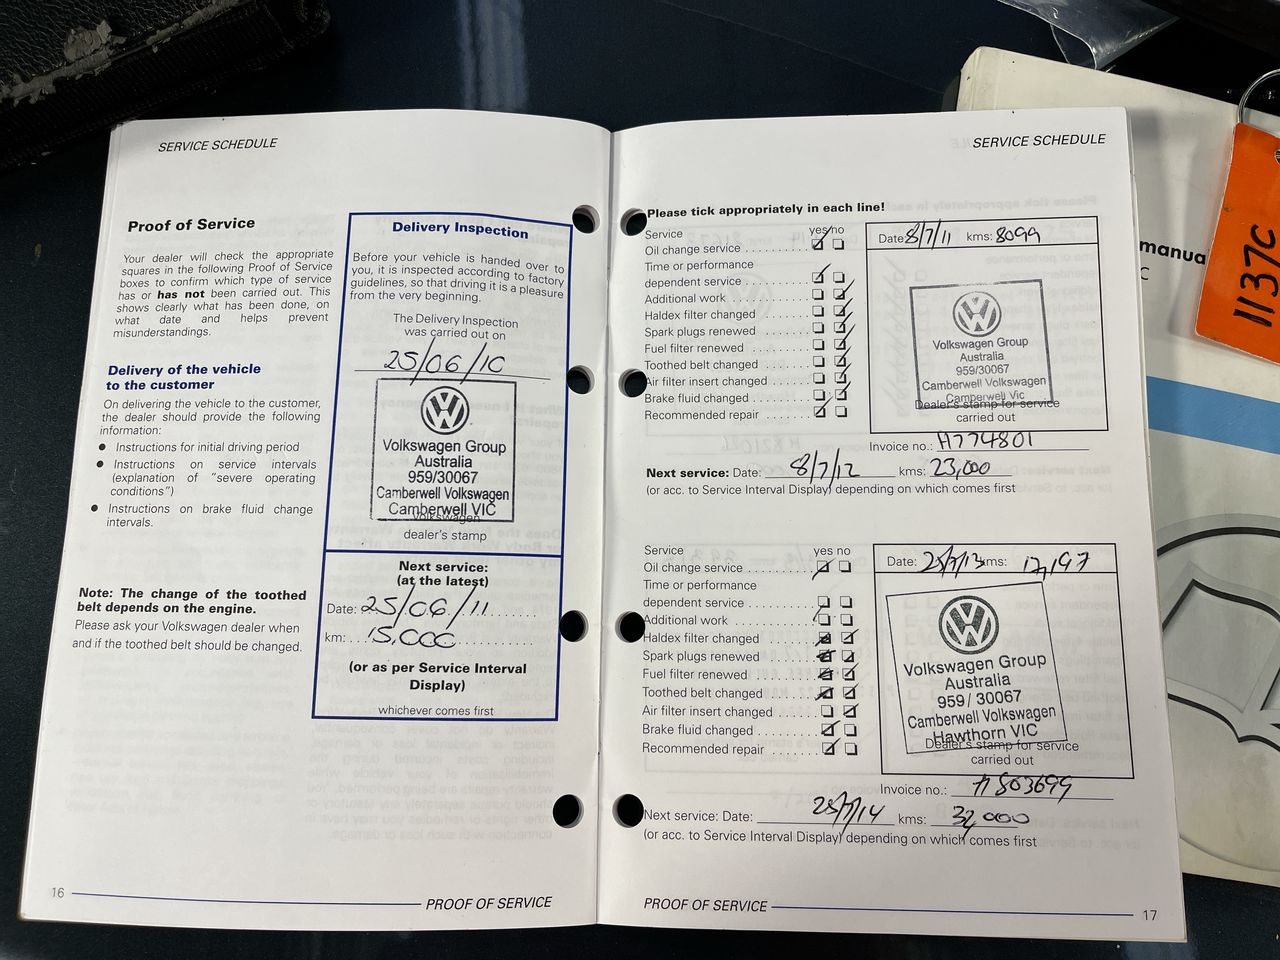 SERVICE SCHEDULE
Proof of Service
Your dealer will check the appropriate
squares in the following Proof of Service
boxes to confirm which type of service
has or has not been carried out. This
shows clearly what has been done, on
what date and helps prevent
misunderstandings.
Delivery of the vehicle
to the customer
On delivering the vehicle to the customer,
the dealer should provide the following
information:
● Instructions for initial driving period
● Instructions on service intervals
(explanation of "severe operating
conditions")
● Instructions on brake fluid change
intervals.
Note: The change of the toothed
belt depends on the engine.
Please ask your Volkswagen dealer when
and if the toothed belt should be changed.
Delivery Inspection
Before your vehicle is handed over to
you, it is inspected according to factory
guidelines, so that driving it is a pleasure
from the very beginning.
The Delivery Inspection
was carried out on
25/06/10
Volkswagen Group
Australia
959/30067
Camberwell Volkswagen
Camberwell VIC
Volkswagen
dealer's stamp
Next service:
(at the latest)
Date: 25/06/11
km: 15,000
(or as per Service Interval
Display)
whichever comes first
16
PROOF OF SERVICE
SERVICE SCHEDULE
Please tick appropriately in each line!
Service yes/no
Oil change service
Time or performance
dependent service
Additional work
Haldex filter changed
Spark plugs renewed
Fuel filter renewed
Toothed belt changed
Air filter insert changed
Brake fluid changed
Recommended repair
Date: 8/7/11 kms: 8099
Volkswagen Group
Australia
959/30067
Camberwell Volkswagen
Camberwell Vic
Dealer's stamp for service
carried out
Invoice no.: A774801
Next service: Date: 8/7/12 kms: 23,000
(or acc. to Service Interval Display) depending on which comes first
Service yes no
Oil change service
Time or performance
dependent service
Additional work
Haldex filter changed
Spark plugs renewed
Fuel filter renewed
Toothed belt changed
Air filter insert changed
Brake fluid changed
Recommended repair
Date: 25/7/13 kms: 17,197
Volkswagen Group
Australia
959/30067
Camberwell Volkswagen
Hawthorn VIC
Dealer's stamp for service
carried out
Invoice no.: A803699
Next service: Date: 25/7/14 kms: 32,000
(or acc. to Service Interval Display) depending on which comes first
PROOF OF SERVICE
17
manua
C
1137C